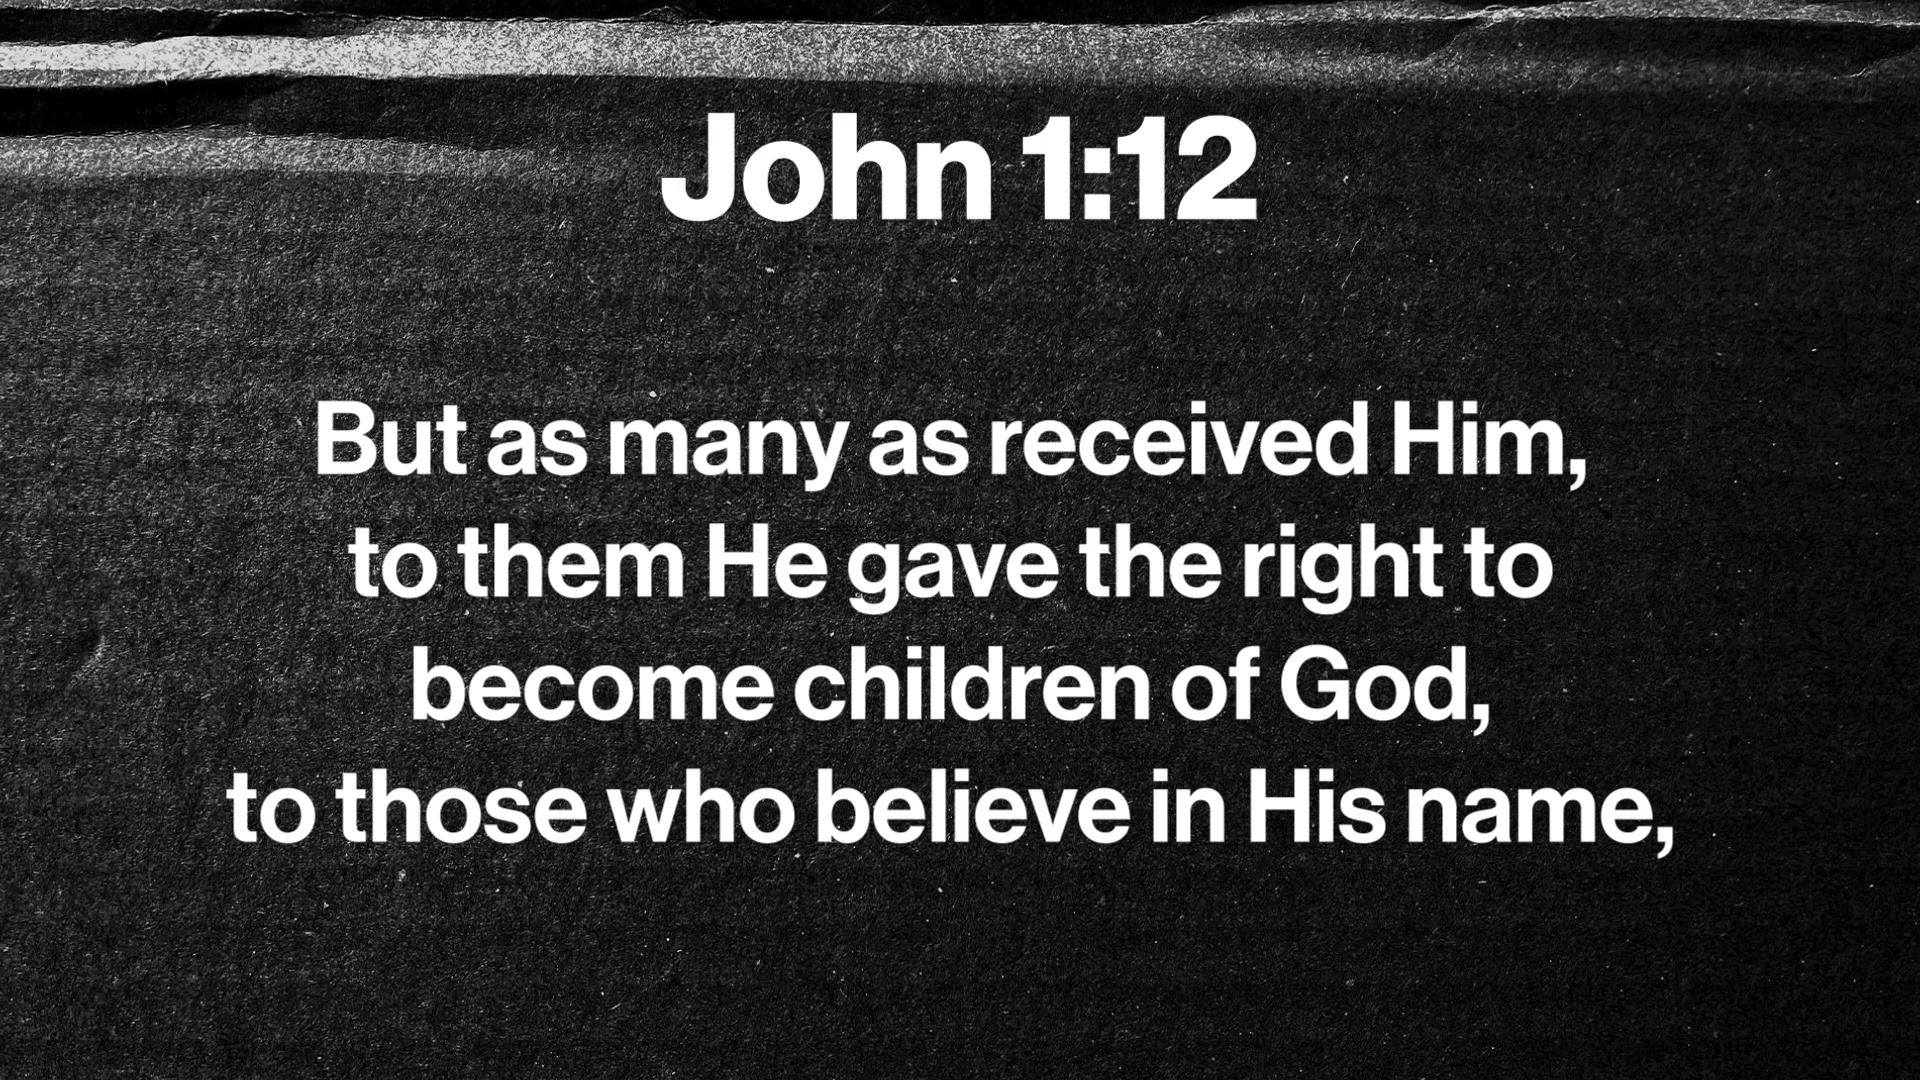 John 1:12
But as many as received Him,
to them He gave the right to
become children of God,
to those who believe in His name,